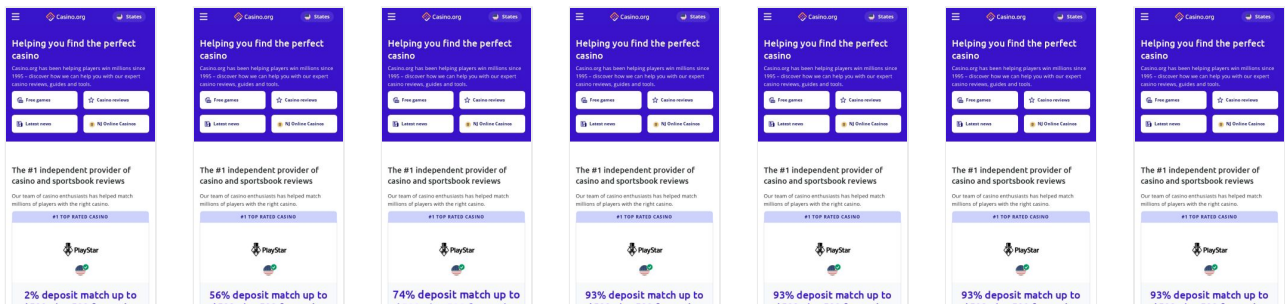 Casino.org States
Helping you find the perfect
casino
Casino.org has been helping players win millions since
1995 – discover how we can help you with our expert
casino reviews, guides and tools.
Free games Casino reviews
Latest news NJ Online Casinos
The #1 independent provider of
casino and sportsbook reviews
Our team of casino enthusiasts has helped match
millions of players with the right casino.
#1 TOP RATED CASINO
PlayStar
2% deposit match up to
Casino.org States
Helping you find the perfect
casino
Casino.org has been helping players win millions since
1995 – discover how we can help you with our expert
casino reviews, guides and tools.
Free games Casino reviews
Latest news NJ Online Casinos
The #1 independent provider of
casino and sportsbook reviews
Our team of casino enthusiasts has helped match
millions of players with the right casino.
#1 TOP RATED CASINO
PlayStar
56% deposit match up to
Casino.org States
Helping you find the perfect
casino
Casino.org has been helping players win millions since
1995 – discover how we can help you with our expert
casino reviews, guides and tools.
Free games Casino reviews
Latest news NJ Online Casinos
The #1 independent provider of
casino and sportsbook reviews
Our team of casino enthusiasts has helped match
millions of players with the right casino.
#1 TOP RATED CASINO
PlayStar
74% deposit match up to
Casino.org States
Helping you find the perfect
casino
Casino.org has been helping players win millions since
1995 – discover how we can help you with our expert
casino reviews, guides and tools.
Free games Casino reviews
Latest news NJ Online Casinos
The #1 independent provider of
casino and sportsbook reviews
Our team of casino enthusiasts has helped match
millions of players with the right casino.
#1 TOP RATED CASINO
PlayStar
93% deposit match up to
Casino.org States
Helping you find the perfect
casino
Casino.org has been helping players win millions since
1995 – discover how we can help you with our expert
casino reviews, guides and tools.
Free games Casino reviews
Latest news NJ Online Casinos
The #1 independent provider of
casino and sportsbook reviews
Our team of casino enthusiasts has helped match
millions of players with the right casino.
#1 TOP RATED CASINO
PlayStar
93% deposit match up to
Casino.org States
Helping you find the perfect
casino
Casino.org has been helping players win millions since
1995 – discover how we can help you with our expert
casino reviews, guides and tools.
Free games Casino reviews
Latest news NJ Online Casinos
The #1 independent provider of
casino and sportsbook reviews
Our team of casino enthusiasts has helped match
millions of players with the right casino.
#1 TOP RATED CASINO
PlayStar
93% deposit match up to
Casino.org States
Helping you find the perfect
casino
Casino.org has been helping players win millions since
1995 – discover how we can help you with our expert
casino reviews, guides and tools.
Free games Casino reviews
Latest news NJ Online Casinos
The #1 independent provider of
casino and sportsbook reviews
Our team of casino enthusiasts has helped match
millions of players with the right casino.
#1 TOP RATED CASINO
PlayStar
93% deposit match up to